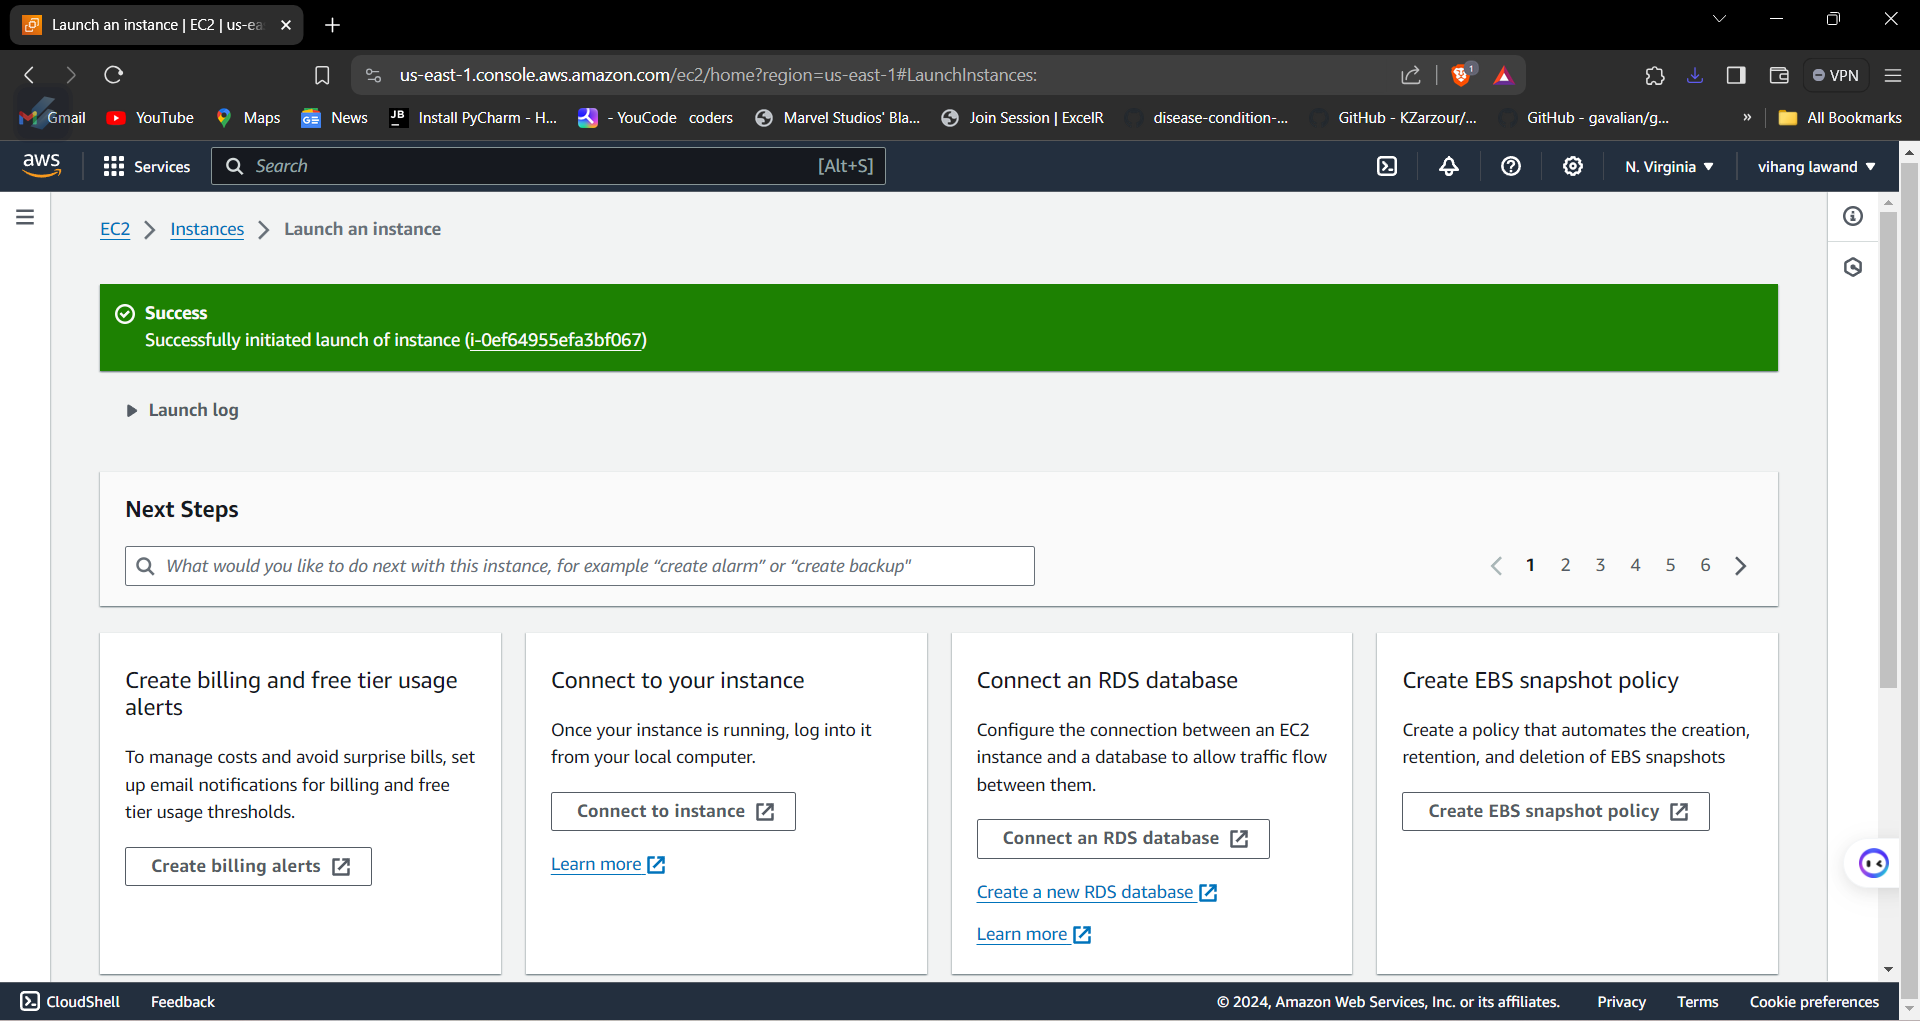 Launch an instance | EC2 | us-ea
us-east-1.console.aws.amazon.com/ec2/home?region=us-east-1#LaunchInstances:
1
VPN
Gmail
YouTube
Maps
News
JB
Install PyCharm - H...
- YouCode coders
Marvel Studios' Bla...
Join Session | ExcelR
disease-condition-...
GitHub - KZarzour/...
GitHub - gavalian/g...
»
All Bookmarks
aws
Services
Search
[Alt+S]
N. Virginia
vihang lawand
EC2
Instances
Launch an instance
Success
Successfully initiated launch of instance (i-0ef64955efa3bf067)
Launch log
Next Steps
What would you like to do next with this instance, for example “create alarm” or “create backup”
1 2 3 4 5 6
Create billing and free tier usage
alerts
To manage costs and avoid surprise bills, set
up email notifications for billing and free
tier usage thresholds.
Create billing alerts
Connect to your instance
Once your instance is running, log into it
from your local computer.
Connect to instance
Learn more
Connect an RDS database
Configure the connection between an EC2
instance and a database to allow traffic flow
between them.
Connect an RDS database
Create a new RDS database
Learn more
Create EBS snapshot policy
Create a policy that automates the creation,
retention, and deletion of EBS snapshots
Create EBS snapshot policy
CloudShell
Feedback
© 2024, Amazon Web Services, Inc. or its affiliates.
Privacy
Terms
Cookie preferences